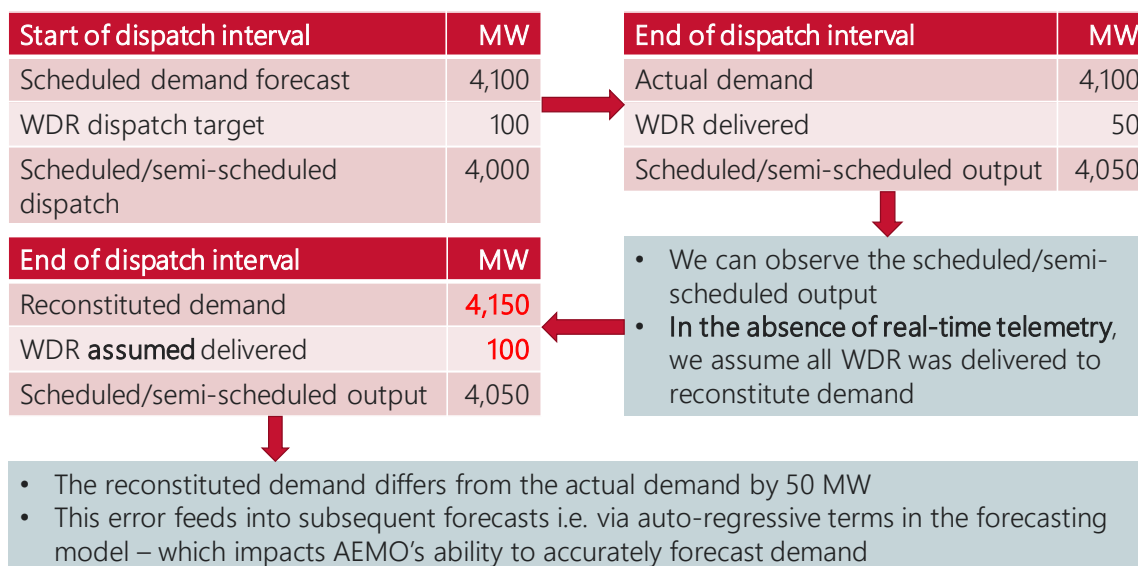 Start of dispatch interval MW
Scheduled demand forecast 4,100
WDR dispatch target 100
Scheduled/semi-scheduled 4,000
dispatch
End of dispatch interval MW
Actual demand 4,100
WDR delivered 50
Scheduled/semi-scheduled output 4,050
• We can observe the scheduled/semi-
scheduled output
• In the absence of real-time telemetry,
we assume all WDR was delivered to
reconstitute demand
End of dispatch interval MW
Reconstituted demand 4,150
WDR assumed delivered 100
Scheduled/semi-scheduled output 4,050
• The reconstituted demand differs from the actual demand by 50 MW
• This error feeds into subsequent forecasts i.e. via auto-regressive terms in the forecasting
model – which impacts AEMO's ability to accurately forecast demand